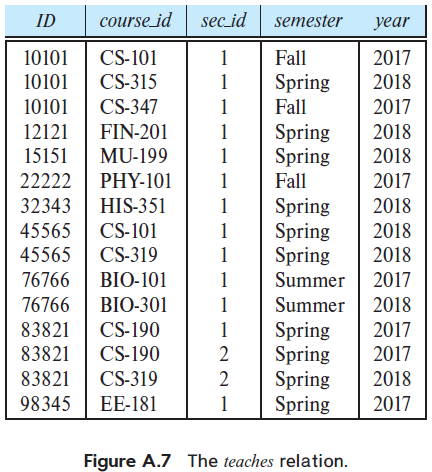 ID course_id sec_id semester year
10101 CS-101 1 Fall 2017
10101 CS-315 1 Spring 2018
10101 CS-347 1 Fall 2017
12121 FIN-201 1 Spring 2018
15151 MU-199 1 Spring 2018
22222 PHY-101 1 Fall 2017
32343 HIS-351 1 Spring 2018
45565 CS-101 1 Spring 2018
45565 CS-319 1 Spring 2018
76766 BIO-101 1 Summer 2017
76766 BIO-301 1 Summer 2018
83821 CS-190 1 Spring 2017
83821 CS-190 2 Spring 2017
83821 CS-319 2 Spring 2018
98345 EE-181 1 Spring 2017
Figure A.7 The teaches relation.